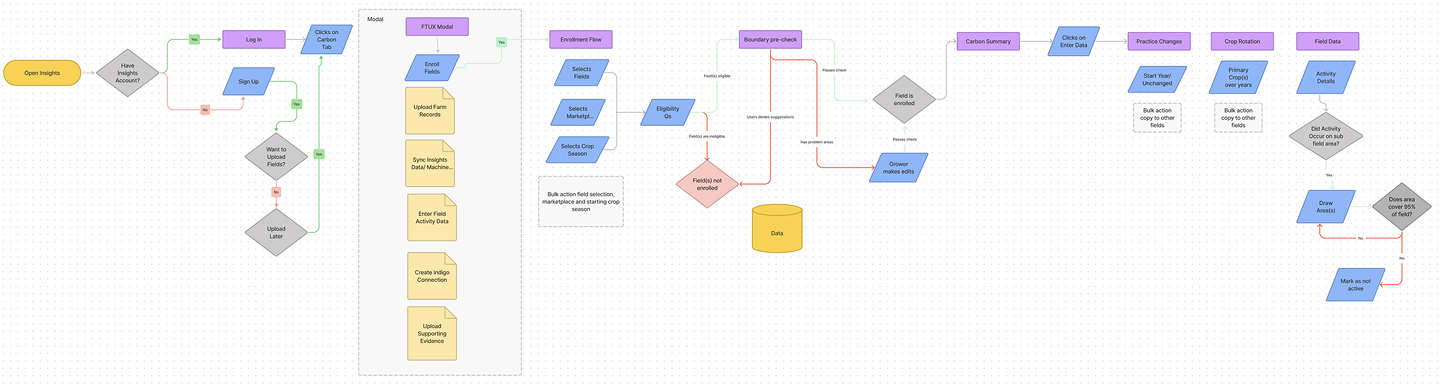 Open Insights
Have
Insights
Account?
Yes
No
Log In
Sign Up
Yes
Want to
Upload
Fields?
No
Upload
Later
Yes
Clicks on
Carbon
Tab
Modal
FTUX Modal
Enroll
Fields
Upload Farm
Records
Sync Insights
Data/ Machine...
Enter Field
Activity Data
Create Indigo
Connection
Upload
Supporting
Evidence
Yes
Enrollment Flow
Selects
Fields
Selects
Marketpl...
Selects Crop
Season
Bulk action field selection,
marketplace and starting crop
season
Eligibility
Qs
Field(s) eligible
Field(s) are ineligible
Field(s) not
enrolled
Boundary pre-check
Users denies suggestions
Data
Passes check
Has problem areas
Field is
enrolled
Passes check
Grower
makes edits
Carbon Summary
Clicks on
Enter Data
Practice Changes
Start Year/
Unchanged
Bulk action
copy to other
fields
Crop Rotation
Primary
Crop(s)
over years
Bulk action
copy to other
fields
Field Data
Activity
Details
Did Activity
Occur on sub
field area?
Yes
Draw
Area(s)
Does area
cover 95%
of field?
No
No
Mark as not
active